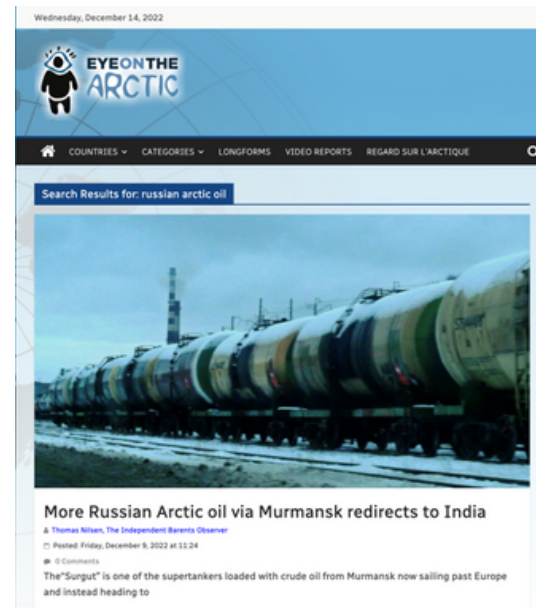 Wednesday, December 14, 2022
EYEONTHE
ARCTIC
COUNTRIES CATEGORIES LONGFORMS VIDEO REPORTS REGARD SUR L'ARCTIQUE
Search Results for: russian arctic oil
More Russian Arctic oil via Murmansk redirects to India
Thomas Nilsen, The Independent Barents Observer
Posted: Friday, December 9, 2022 at 11:24
0 Comments
The"Surgut" is one of the supertankers loaded with crude oil from Murmansk now sailing past Europe
and instead heading to